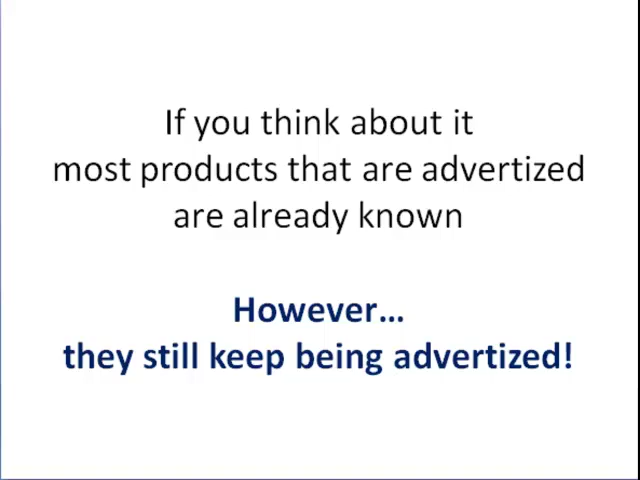 If you think about it
most products that are advertized
are already known
However…
they still keep being advertized!